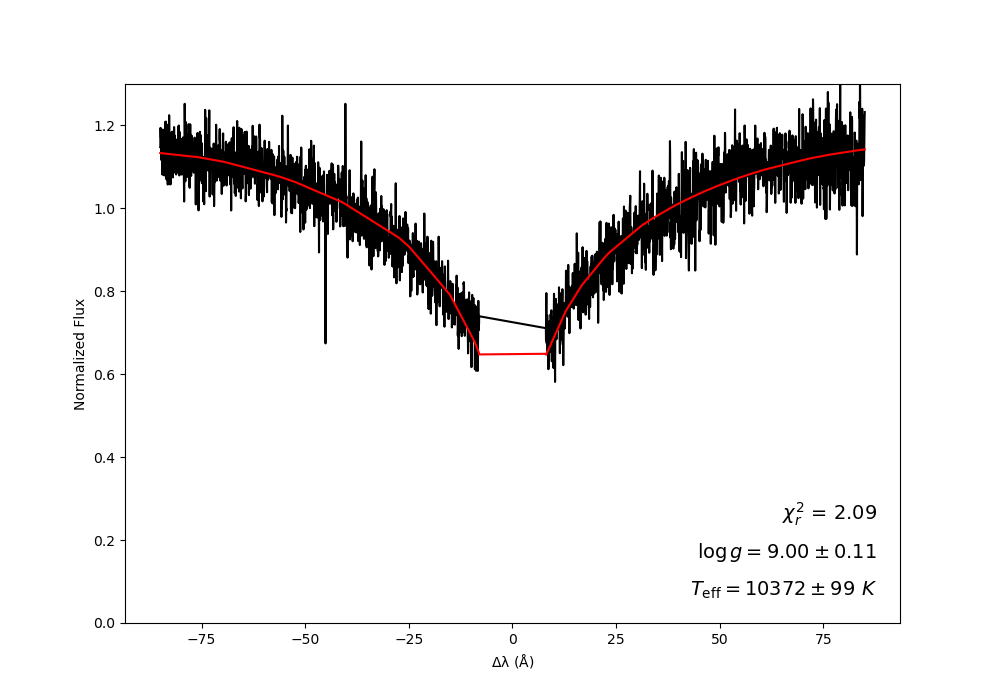 1.2
1.0
0.8
0.6
0.4
0.2
0.0
Normalized Flux
χ²ᵣ = 2.09
log g = 9.00 ± 0.11
T_eff = 10372 ± 99 K
−75
−50
−25
0
25
50
75
Δλ (Å)